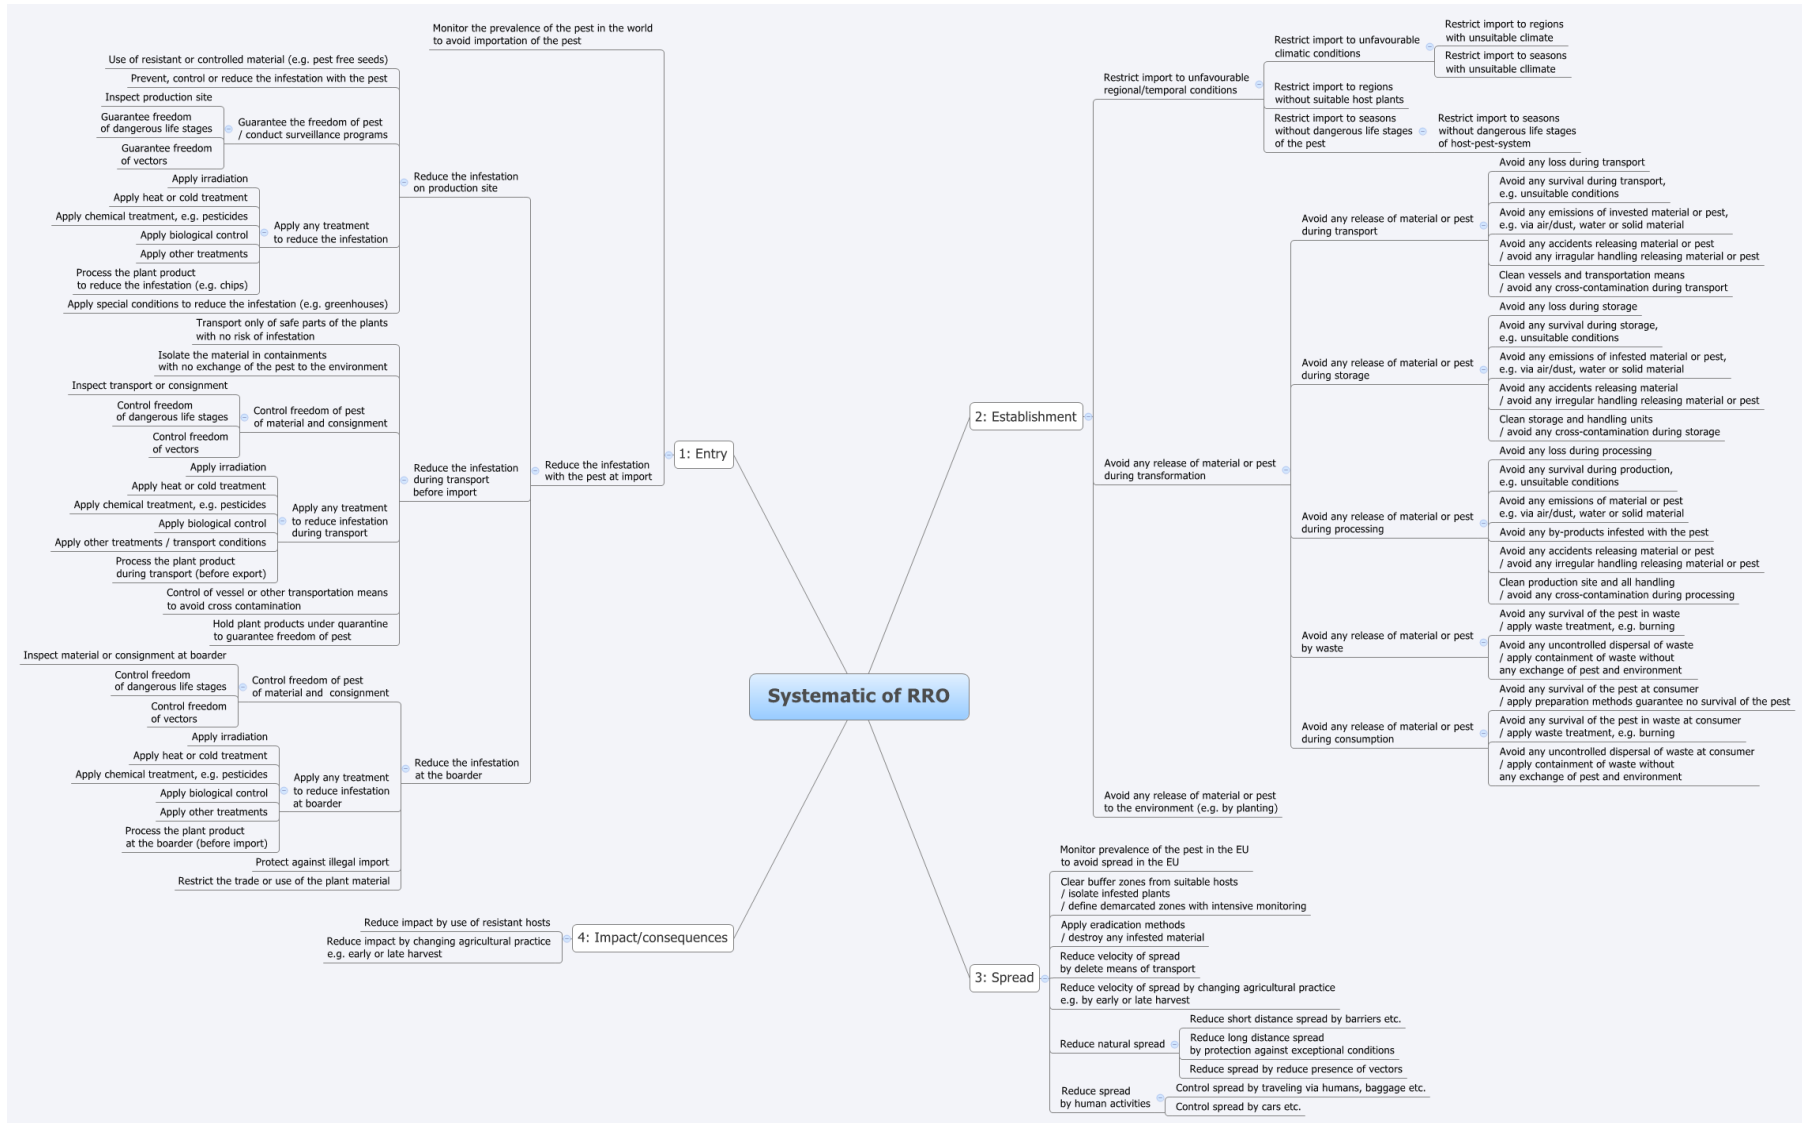 Systematic of RRO
1: Entry
Monitor the prevalence of the pest in the world
to avoid importation of the pest
Reduce the infestation
with the pest at import
Reduce the infestation
on production site
Use of resistant or controlled material (e.g. pest free seeds)
Prevent, control or reduce the infestation with the pest
Guarantee the freedom of pest
/ conduct surveillance programs
Inspect production site
Guarantee freedom
of dangerous life stages
Guarantee freedom
of vectors
Apply any treatment
to reduce the infestation
Apply irradiation
Apply heat or cold treatment
Apply chemical treatment, e.g. pesticides
Apply biological control
Apply other treatments
Process the plant product
to reduce the infestation (e.g. chips)
Apply special conditions to reduce the infestation (e.g. greenhouses)
Reduce the infestation
during transport
before import
Transport only of safe parts of the plants
with no risk of infestation
Isolate the material in containments
with no exchange of the pest to the environment
Control freedom of pest
of material and consignment
Inspect transport or consignment
Control freedom
of dangerous life stages
Control freedom
of vectors
Apply any treatment
to reduce infestation
during transport
Apply irradiation
Apply heat or cold treatment
Apply chemical treatment, e.g. pesticides
Apply biological control
Apply other treatments / transport conditions
Process the plant product
during transport (before export)
Control of vessel or other transportation means
to avoid cross contamination
Hold plant products under quarantine
to guarantee freedom of pest
Reduce the infestation
at the boarder
Control freedom of pest
of material and consignment
Inspect material or consignment at boarder
Control freedom
of dangerous life stages
Control freedom
of vectors
Apply any treatment
to reduce infestation
at boarder
Apply irradiation
Apply heat or cold treatment
Apply chemical treatment, e.g. pesticides
Apply biological control
Apply other treatments
Process the plant product
at the boarder (before import)
Protect against illegal import
Restrict the trade or use of the plant material
2: Establishment
Restrict import to unfavourable
regional/temporal conditions
Restrict import to unfavourable
climatic conditions
Restrict import to regions
with unsuitable climate
Restrict import to seasons
with unsuitable climate
Restrict import to regions
without suitable host plants
Restrict import to seasons
without dangerous life stages
of the pest
Restrict import to seasons
without dangerous life stages
of host-pest-system
Avoid any release of material or pest
during transformation
Avoid any release of material or pest
during transport
Avoid any loss during transport
Avoid any survival during transport,
e.g. unsuitable conditions
Avoid any emissions of invested material or pest,
e.g. via air/dust, water or solid material
Avoid any accidents releasing material or pest
/ avoid any irragular handling releasing material or pest
Clean vessels and transportation means
/ avoid any cross-contamination during transport
Avoid any release of material or pest
during storage
Avoid any loss during storage
Avoid any survival during storage,
e.g. unsuitable conditions
Avoid any emissions of infested material or pest,
e.g. via air/dust, water or solid material
Avoid any accidents releasing material
/ avoid any irregular handling releasing material or pest
Clean storage and handling units
/ avoid any cross-contamination during storage
Avoid any release of material or pest
during processing
Avoid any loss during processing
Avoid any survival during production,
e.g. unsuitable conditions
Avoid any emissions of material or pest
e.g. via air/dust, water or solid material
Avoid any by-products infested with the pest
Avoid any accidents releasing material or pest
/ avoid any irregular handling releasing material or pest
Clean production site and all handling
/ avoid any cross-contamination during processing
Avoid any release of material or pest
by waste
Avoid any survival of the pest in waste
/ apply waste treatment, e.g. burning
Avoid any uncontrolled dispersal of waste
/ apply containment of waste without
any exchange of pest and environment
Avoid any release of material or pest
during consumption
Avoid any survival of the pest at consumer
/ apply preparation methods guarantee no survival of the pest
Avoid any survival of the pest in waste at consumer
/ apply waste treatment, e.g. burning
Avoid any uncontrolled dispersal of waste at consumer
/ apply containment of waste without
any exchange of pest and environment
Avoid any release of material or pest
to the environment (e.g. by planting)
3: Spread
Monitor prevalence of the pest in the EU
to avoid spread in the EU
Clear buffer zones from suitable hosts
/ isolate infested plants
/ define demarcated zones with intensive monitoring
Apply eradication methods
/ destroy any infested material
Reduce velocity of spread
by delete means of transport
Reduce velocity of spread by changing agricultural practice
e.g. by early or late harvest
Reduce natural spread
Reduce short distance spread by barriers etc.
Reduce long distance spread
by protection against exceptional conditions
Reduce spread by reduce presence of vectors
Reduce spread
by human activities
Control spread by traveling via humans, baggage etc.
Control spread by cars etc.
4: Impact/consequences
Reduce impact by use of resistant hosts
Reduce impact by changing agricultural practice
e.g. early or late harvest